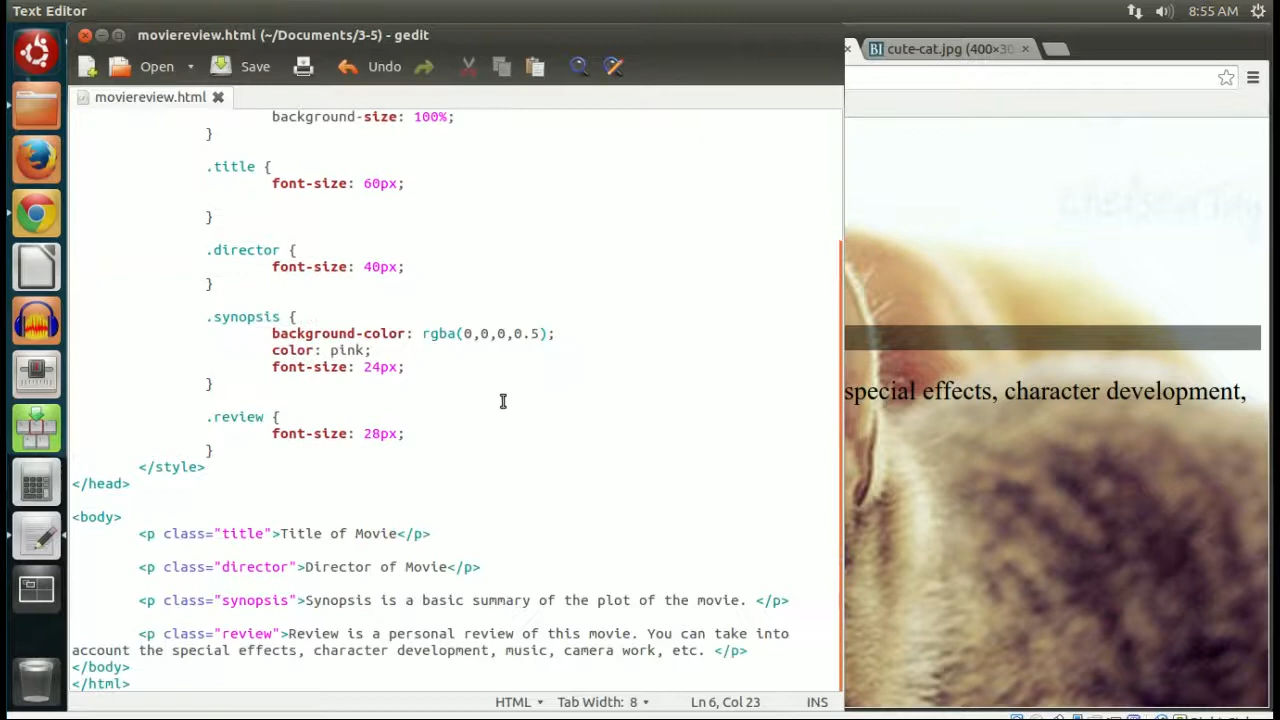 Text Editor
8:55 AM
moviereview.html (~/Documents/3-5) - gedit
cute-cat.jpg (400×30
Open
Save
Undo
moviereview.html
background-size: 100%;
}
.title {
font-size: 60px;
}
.director {
font-size: 40px;
}
.synopsis {
background-color: rgba(0,0,0,0.5);
color: pink;
font-size: 24px;
}
.review {
font-size: 28px;
}
</style>
</head>
<body>
<p class="title">Title of Movie</p>
<p class="director">Director of Movie</p>
<p class="synopsis">Synopsis is a basic summary of the plot of the movie. </p>
<p class="review">Review is a personal review of this movie. You can take into
account the special effects, character development, music, camera work, etc. </p>
</body>
</html>
special effects, character development,
HTML
Tab Width: 8
Ln 6, Col 23
INS